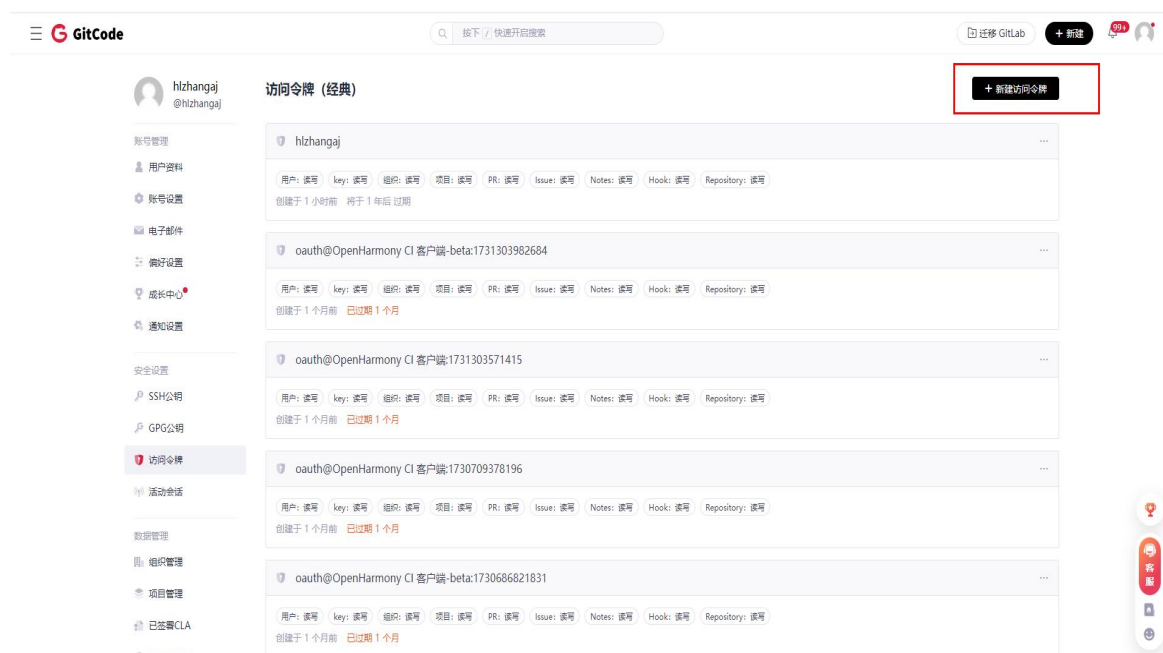 GitCode
按下 / 快速开启搜索
迁移 GitLab
+ 新建
99+
hlzhangaj
@hlzhangaj
账号管理
用户资料
账号设置
电子邮件
偏好设置
成长中心
通知设置
安全设置
SSH公钥
GPG公钥
访问令牌
活动会话
数据管理
组织管理
项目管理
已签署CLA
访问令牌（经典）
+ 新建访问令牌
hlzhangaj
用户: 读写 key: 读写 组织: 读写 项目: 读写 PR: 读写 Issue: 读写 Notes: 读写 Hook: 读写 Repository: 读写
创建于 1 小时前 将于 1 年后 过期
oauth@OpenHarmony CI 客户端-beta:1731303982684
用户: 读写 key: 读写 组织: 读写 项目: 读写 PR: 读写 Issue: 读写 Notes: 读写 Hook: 读写 Repository: 读写
创建于 1 个月前 已过期 1 个月
oauth@OpenHarmony CI 客户端:1731303571415
用户: 读写 key: 读写 组织: 读写 项目: 读写 PR: 读写 Issue: 读写 Notes: 读写 Hook: 读写 Repository: 读写
创建于 1 个月前 已过期 1 个月
oauth@OpenHarmony CI 客户端:1730709378196
用户: 读写 key: 读写 组织: 读写 项目: 读写 PR: 读写 Issue: 读写 Notes: 读写 Hook: 读写 Repository: 读写
创建于 1 个月前 已过期 1 个月
oauth@OpenHarmony CI 客户端-beta:1730686821831
用户: 读写 key: 读写 组织: 读写 项目: 读写 PR: 读写 Issue: 读写 Notes: 读写 Hook: 读写 Repository: 读写
创建于 1 个月前 已过期 1 个月
客服